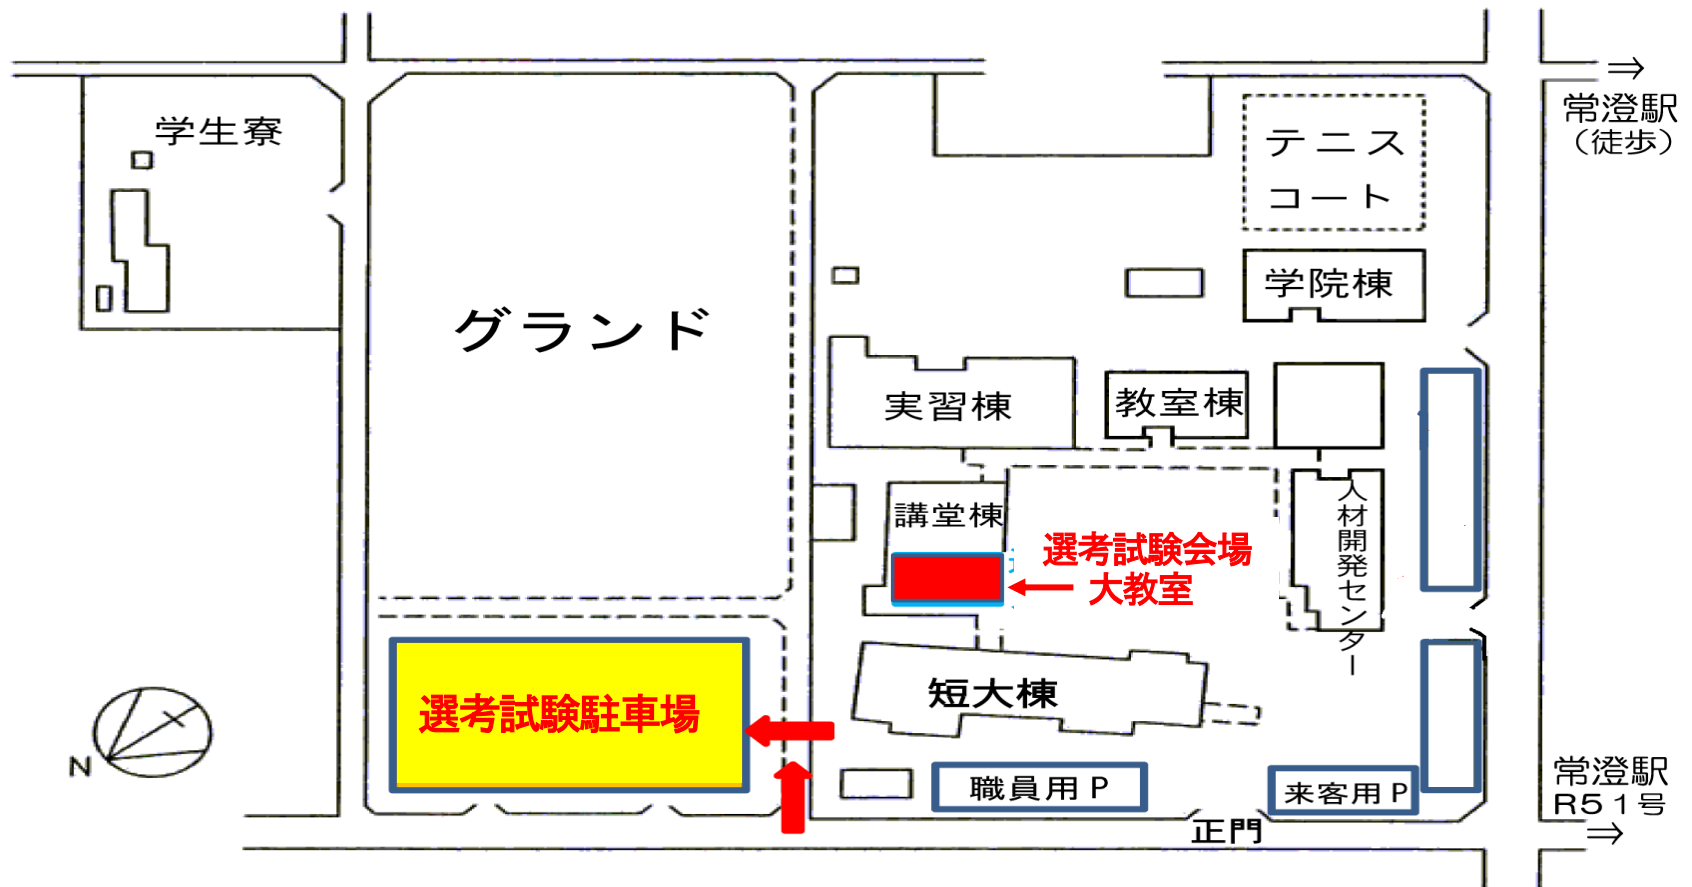 常澄駅
（徒歩）
学生寮
テニス
コート
グランド
学院棟
実習棟
教室棟
講堂棟
人材開発センター
選考試験会場
大教室
選考試験駐車場
短大棟
N
職員用P
来客用P
正門
常澄駅
R51号